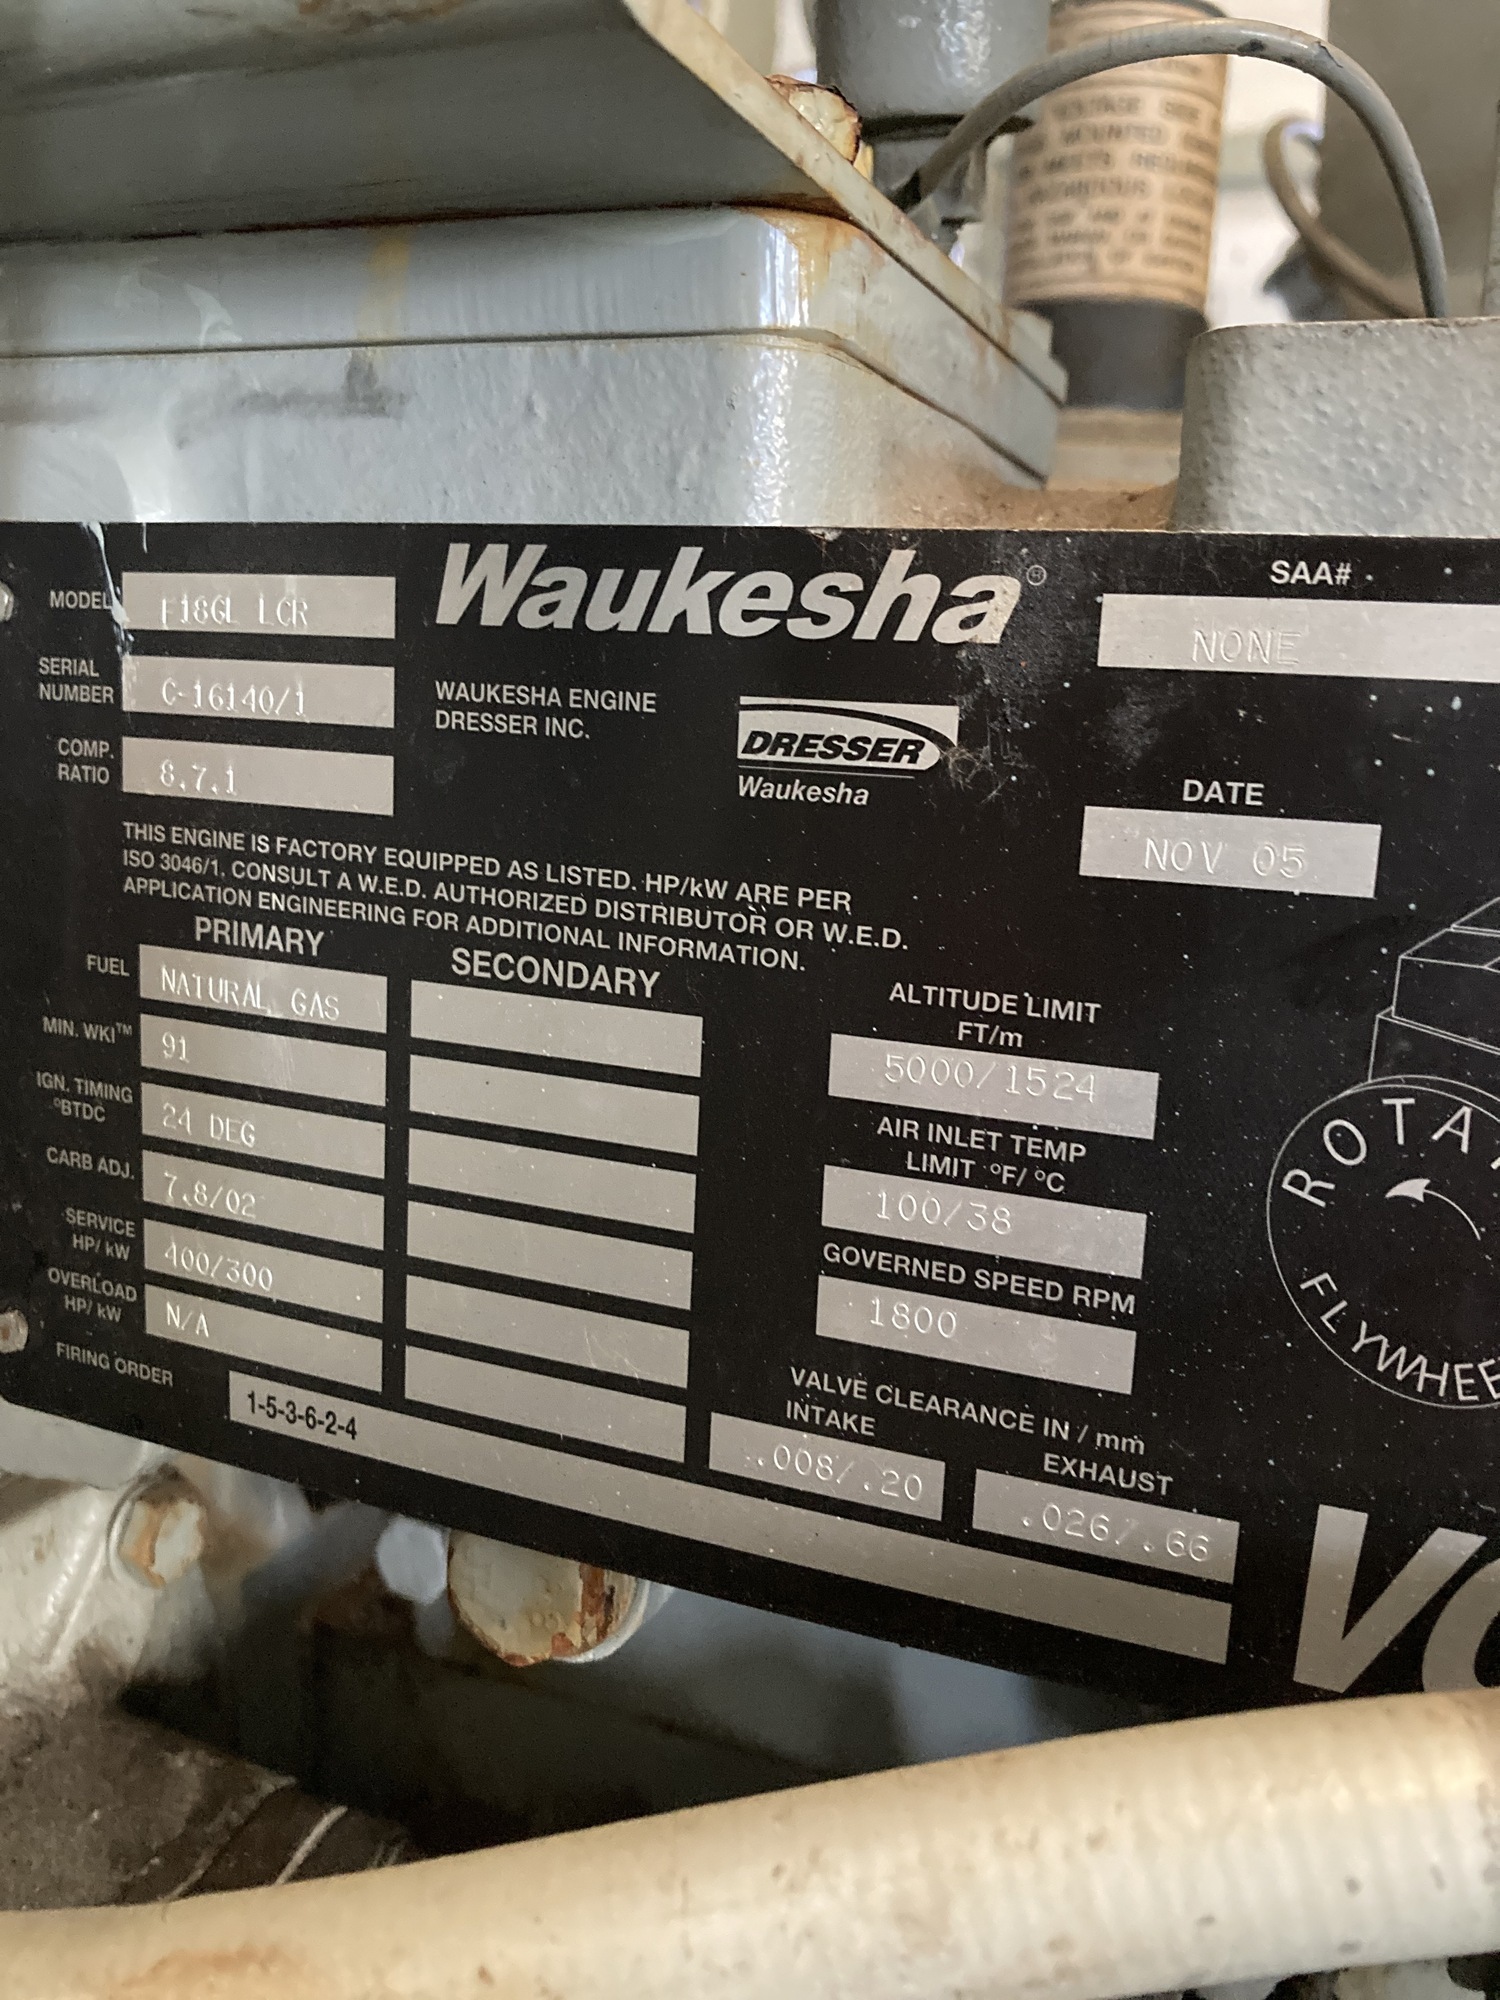 MODEL F18GL LCR
Waukesha®
SAA#
NONE
SERIAL
NUMBER C-16140/1
WAUKESHA ENGINE
DRESSER INC.
DRESSER
Waukesha
COMP.
RATIO 8.7.1
DATE
NOV 05
THIS ENGINE IS FACTORY EQUIPPED AS LISTED. HP/kW ARE PER
ISO 3046/1. CONSULT A W.E.D. AUTHORIZED DISTRIBUTOR OR W.E.D.
APPLICATION ENGINEERING FOR ADDITIONAL INFORMATION.
PRIMARY SECONDARY
FUEL NATURAL GAS
MIN. WKI™ 91
IGN. TIMING
°BTDC 24 DEG
CARB ADJ. 7.8/02
SERVICE
HP/kW 400/300
OVERLOAD
HP/kW N/A
FIRING ORDER 1-5-3-6-2-4
ALTITUDE LIMIT
FT/m
5000/1524
AIR INLET TEMP
LIMIT °F/°C
100/38
GOVERNED SPEED RPM
1800
VALVE CLEARANCE IN / mm
INTAKE EXHAUST
.008/.20 .026/.66
ROTA
FLYWHEE